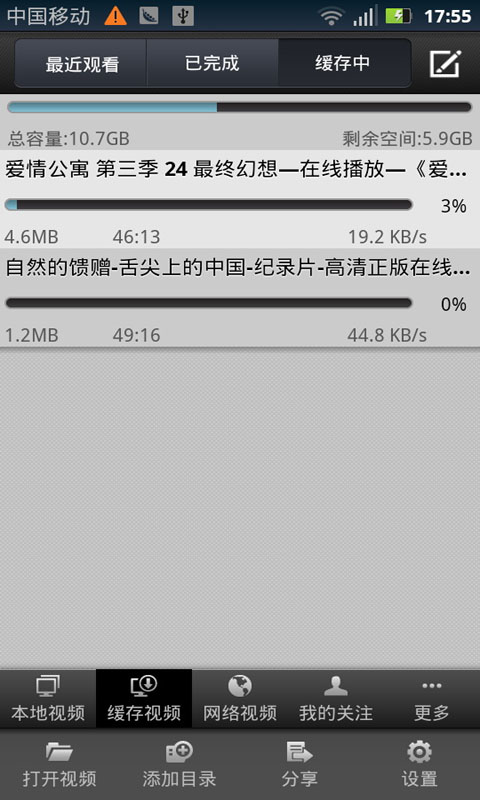 中国移动 17:55
最近观看 已完成 缓存中
总容量:10.7GB 剩余空间:5.9GB
爱情公寓 第三季 24 最终幻想—在线播放—《爱...
3%
4.6MB 46:13 19.2 KB/s
自然的馈赠-舌尖上的中国-纪录片-高清正版在线...
0%
1.2MB 49:16 44.8 KB/s
本地视频 缓存视频 网络视频 我的关注 更多
打开视频 添加目录 分享 设置